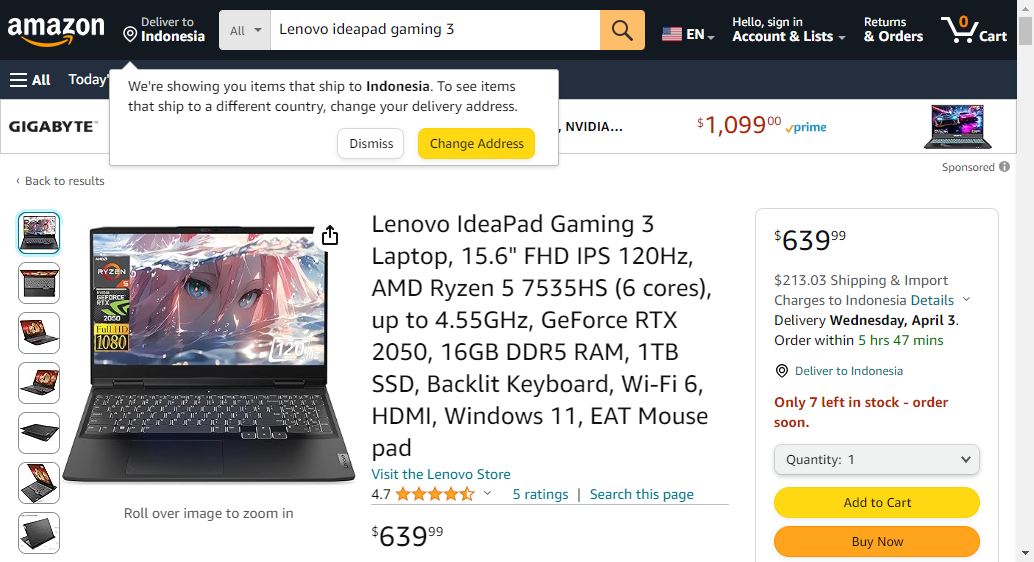 amazon
Deliver to
Indonesia
All
Lenovo ideapad gaming 3
EN
Hello, sign in
Account & Lists
Returns
& Orders
0
Cart
All
Today'
We're showing you items that ship to Indonesia. To see items
that ship to a different country, change your delivery address.
Dismiss
Change Address
GIGABYTE™
, NVIDIA...
$1,09900
prime
Sponsored
‹ Back to results
AMD
RYZEN
5
NVIDIA
GEFORCE
RTX
2050
Full HD
1080
120Hz
Lenovo IdeaPad Gaming 3
Laptop, 15.6" FHD IPS 120Hz,
AMD Ryzen 5 7535HS (6 cores),
up to 4.55GHz, GeForce RTX
2050, 16GB DDR5 RAM, 1TB
SSD, Backlit Keyboard, Wi-Fi 6,
HDMI, Windows 11, EAT Mouse
pad
Visit the Lenovo Store
4.7
5 ratings | Search this page
$63999
Roll over image to zoom in
$63999
$213.03 Shipping & Import
Charges to Indonesia Details
Delivery Wednesday, April 3.
Order within 5 hrs 47 mins
Deliver to Indonesia
Only 7 left in stock - order
soon.
Quantity: 1
Add to Cart
Buy Now